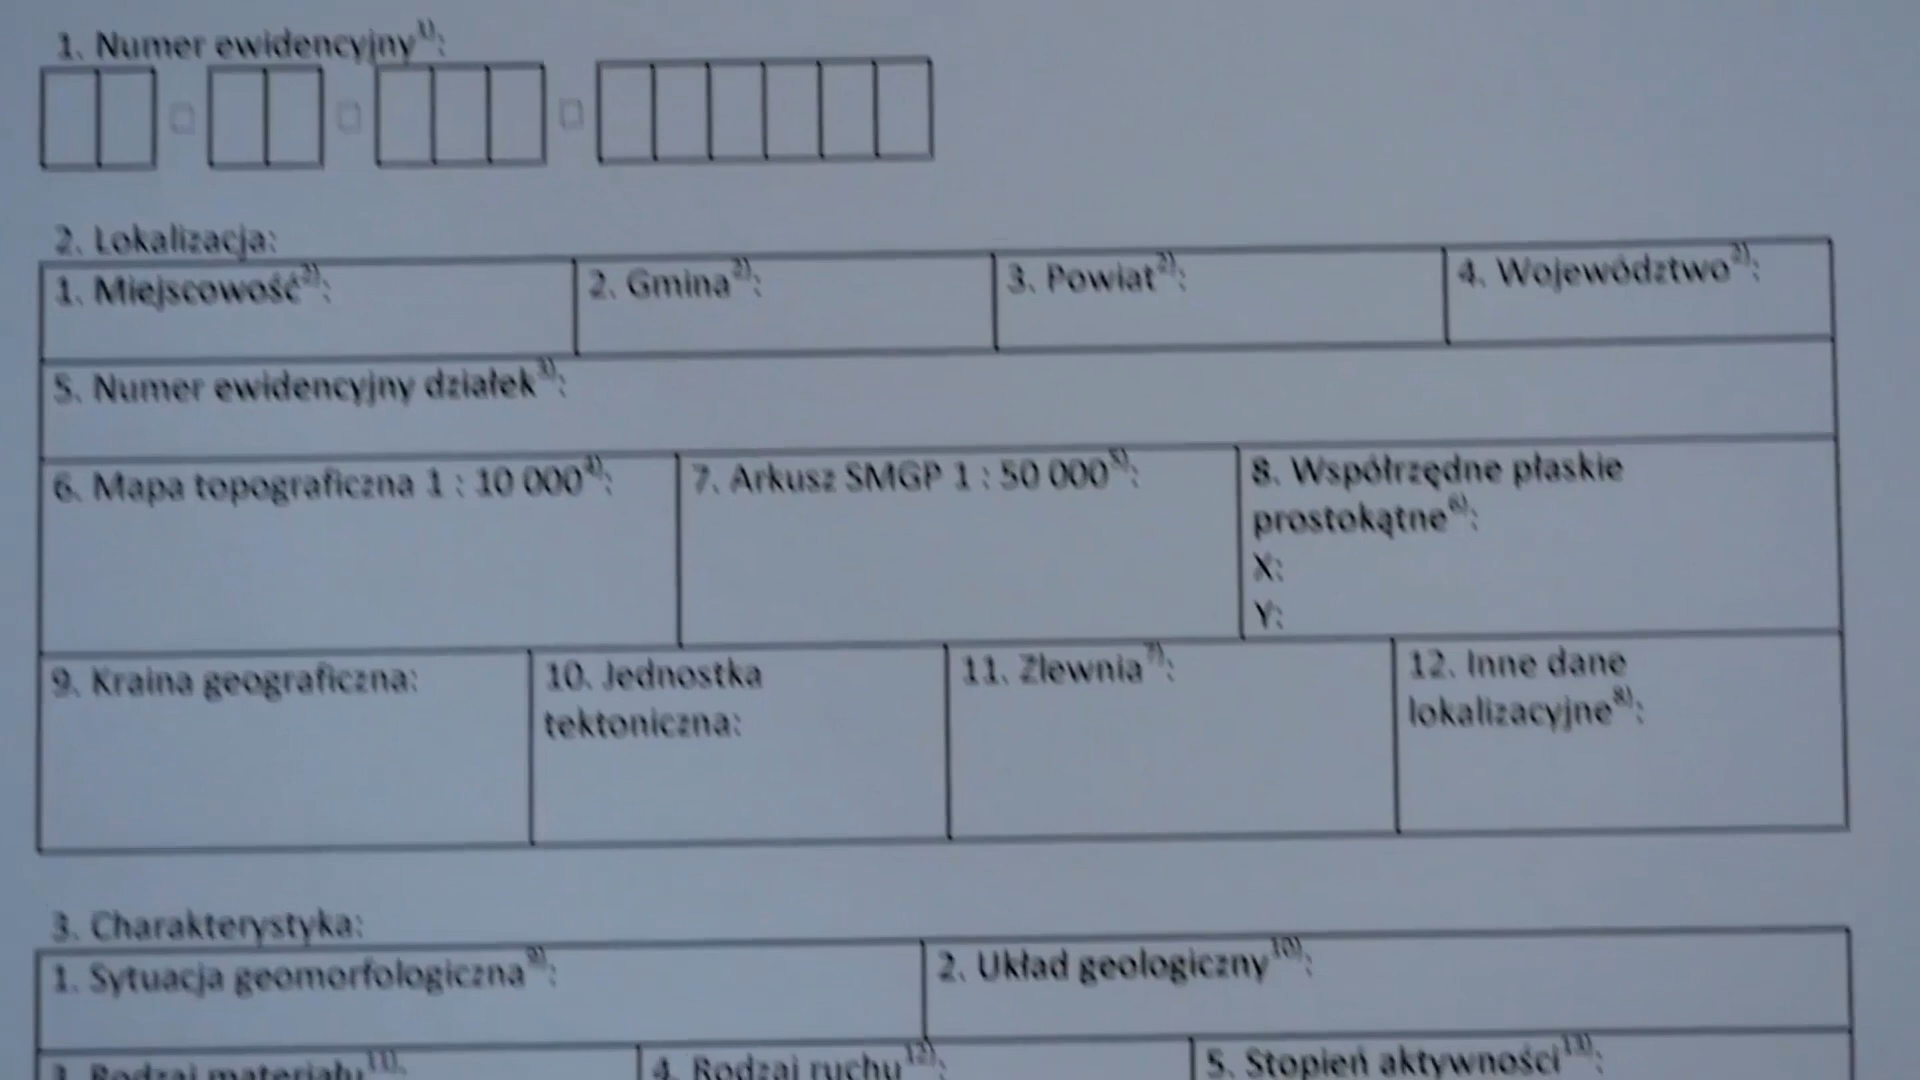 1. Numer ewidencyjny1):
2. Lokalizacja:
1. Miejscowość2):
2. Gmina2):
3. Powiat2):
4. Województwo2):
5. Numer ewidencyjny działek3):
6. Mapa topograficzna 1 : 10 0004):
7. Arkusz SMGP 1 : 50 0005):
8. Współrzędne płaskie
prostokątne6):
X:
Y:
9. Kraina geograficzna:
10. Jednostka
tektoniczna:
11. Zlewnia7):
12. Inne dane
lokalizacyjne8):
3. Charakterystyka:
1. Sytuacja geomorfologiczna9):
2. Układ geologiczny10):
3. Rodzaj materiału11):
4. Rodzaj ruchu12):
5. Stopień aktywności13):